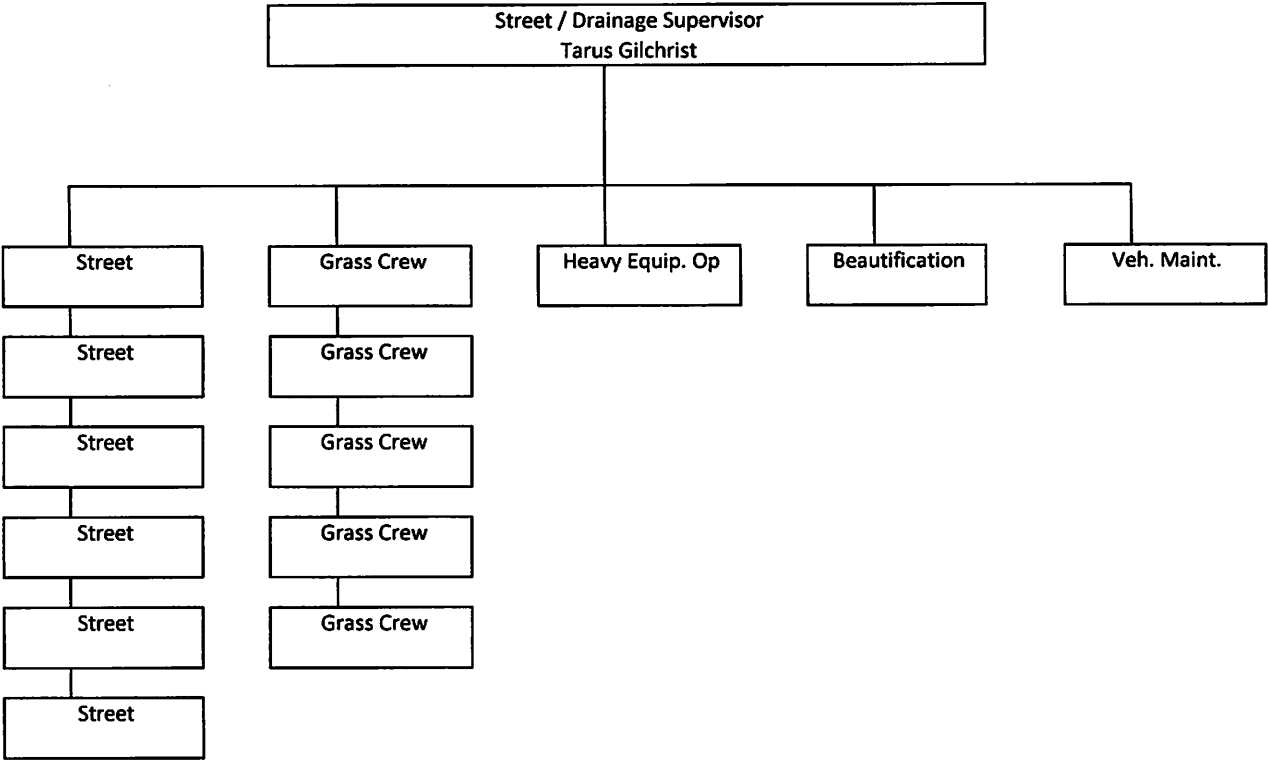 Street / Drainage Supervisor
Tarus Gilchrist
Street
Grass Crew
Heavy Equip. Op
Beautification
Veh. Maint.
Street
Grass Crew
Street
Grass Crew
Street
Grass Crew
Street
Grass Crew
Street